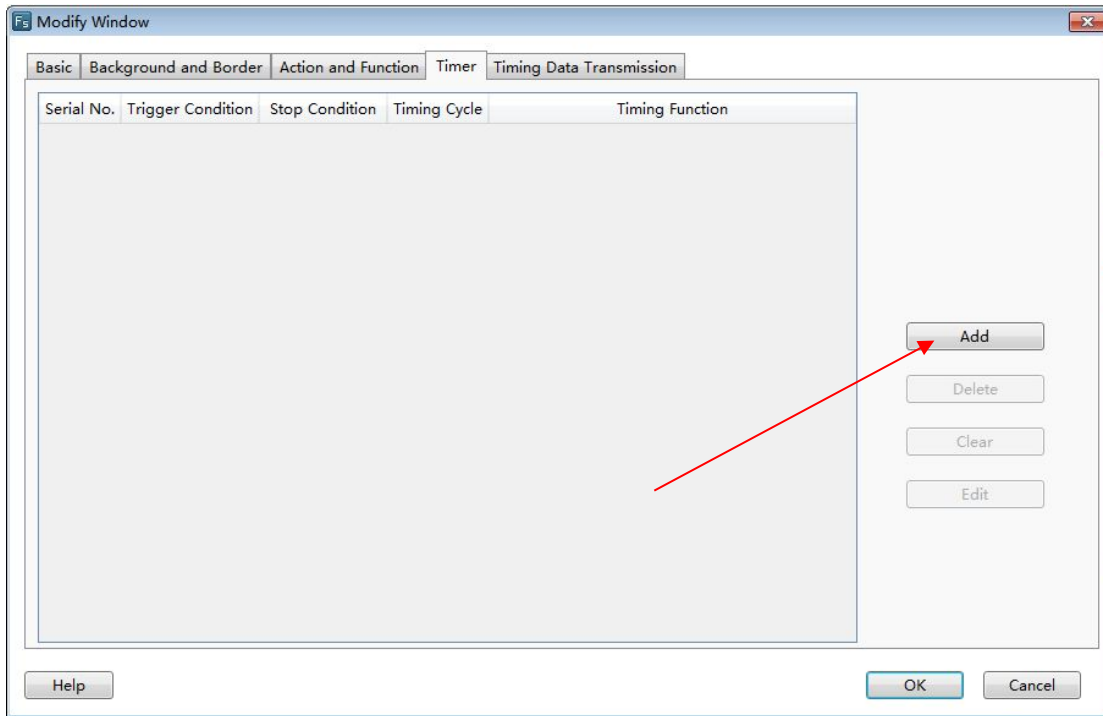 Fs Modify Window
Basic Background and Border Action and Function Timer Timing Data Transmission
Serial No. Trigger Condition Stop Condition Timing Cycle Timing Function
Add
Delete
Clear
Edit
Help OK Cancel